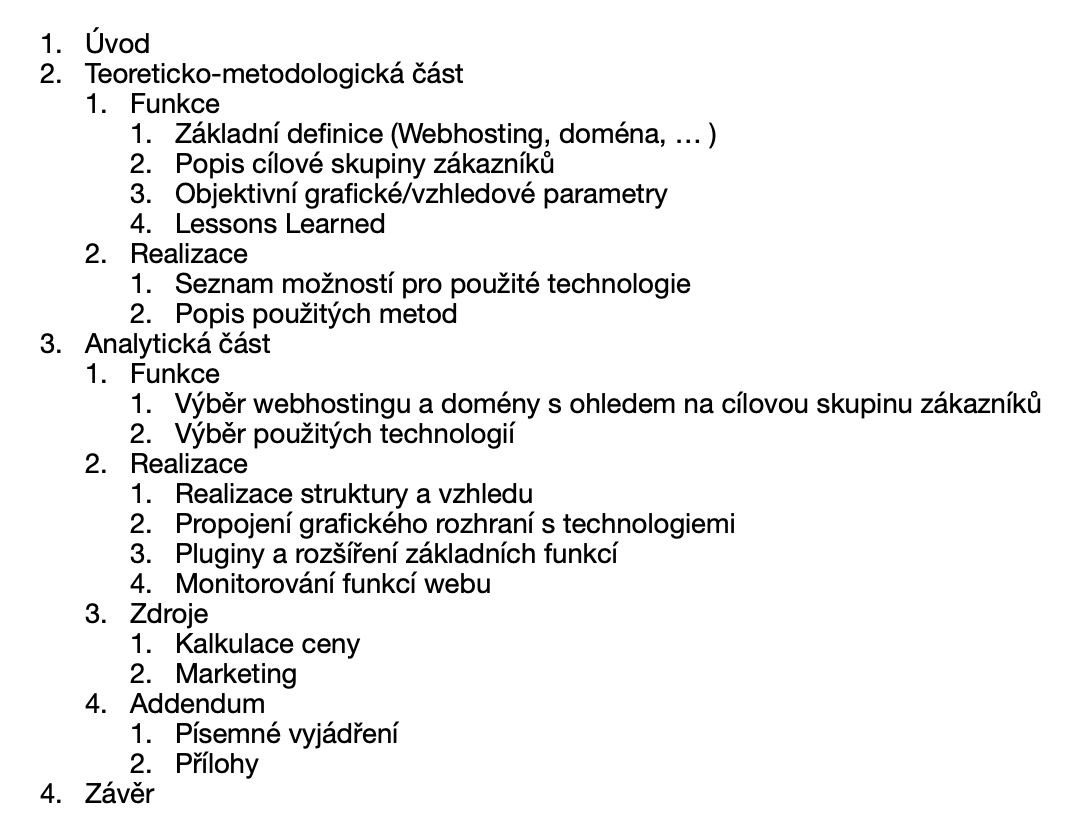 1. Úvod
2. Teoreticko-metodologická část
1. Funkce
1. Základní definice (Webhosting, doména, … )
2. Popis cílové skupiny zákazníků
3. Objektivní grafické/vzhledové parametry
4. Lessons Learned
2. Realizace
1. Seznam možností pro použité technologie
2. Popis použitých metod
3. Analytická část
1. Funkce
1. Výběr webhostingu a domény s ohledem na cílovou skupinu zákazníků
2. Výběr použitých technologií
2. Realizace
1. Realizace struktury a vzhledu
2. Propojení grafického rozhraní s technologiemi
3. Pluginy a rozšíření základních funkcí
4. Monitorování funkcí webu
3. Zdroje
1. Kalkulace ceny
2. Marketing
4. Addendum
1. Písemné vyjádření
2. Přílohy
4. Závěr